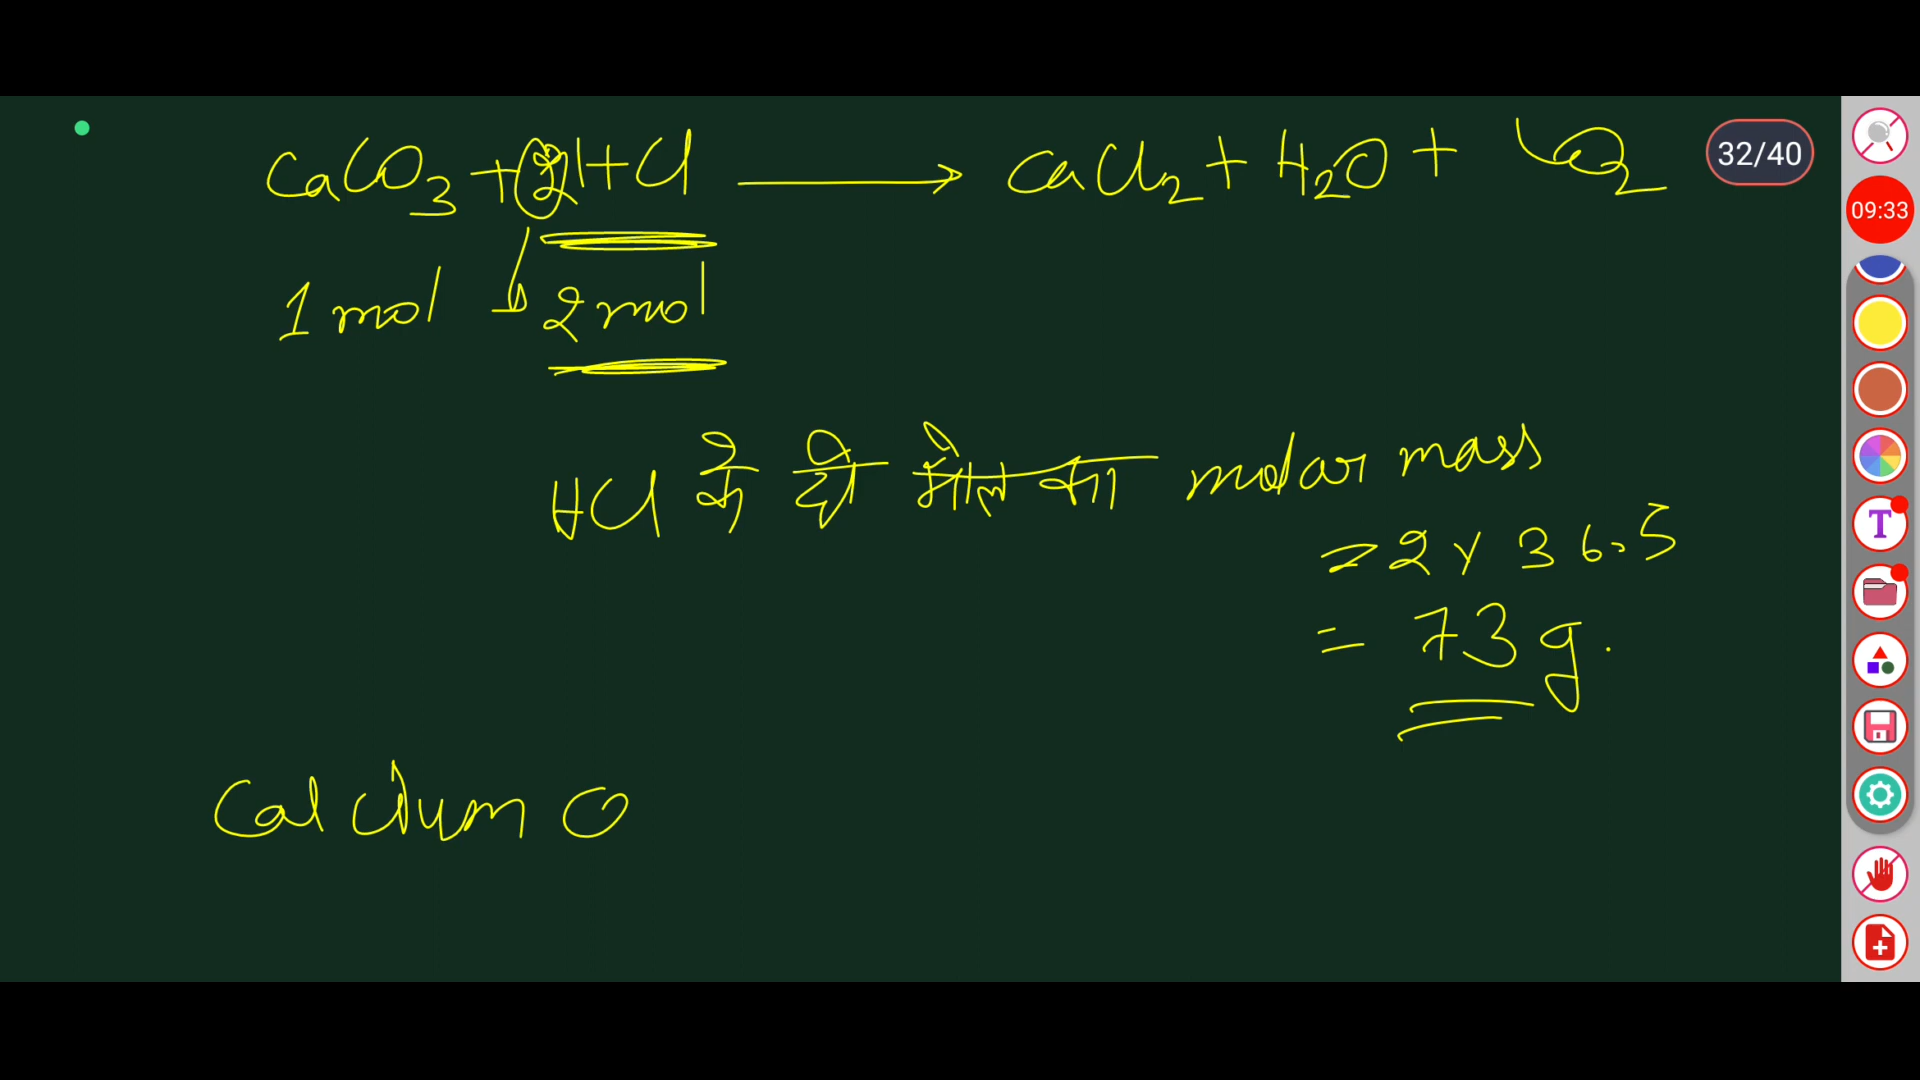 CaCO3 + 2HCl ⟶ CaCl2 + H2O + CO2
32/40
09:33
1 mol → 2 mol
HCl के दो मोल का molar mass
= 2 × 36.5
= 73 g.
Calcium C
T